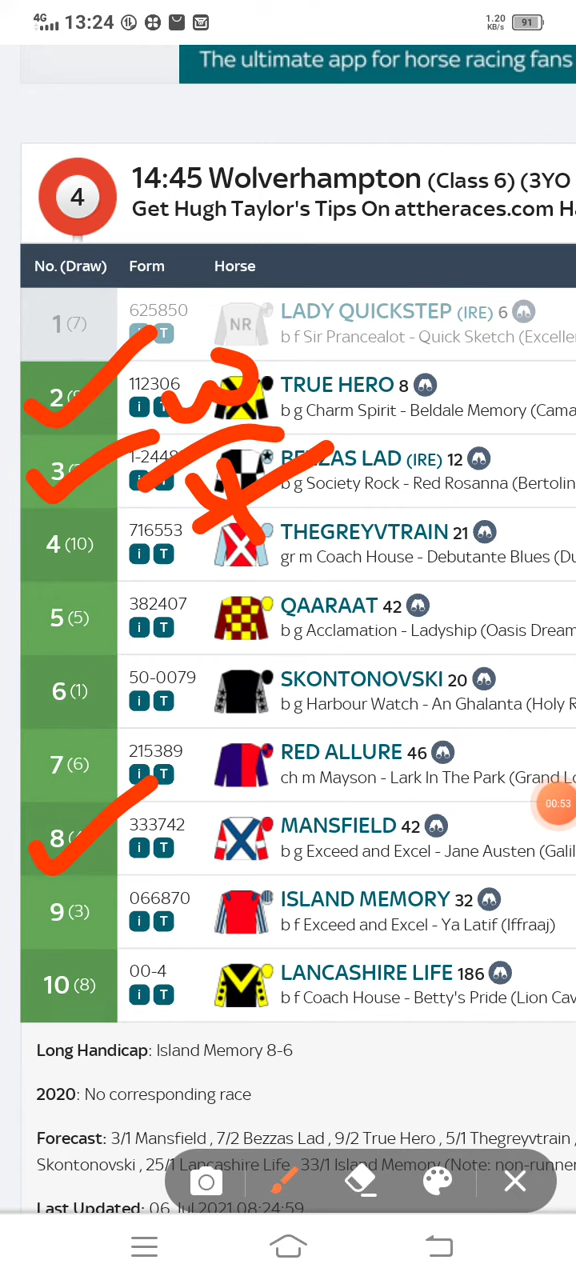 4G 13:24 1.20 KB/s 91
The ultimate app for horse racing fans
4 14:45 Wolverhampton (Class 6) (3YO
Get Hugh Taylor's Tips On attheraces.com Ha
No. (Draw) Form Horse
1 (7) 625850 NR LADY QUICKSTEP (IRE) 6
i T b f Sir Prancealot - Quick Sketch (Excellen
2 112306 TRUE HERO 8
i T b g Charm Spirit - Beldale Memory (Cama
3 1-2448 BEZZAS LAD (IRE) 12
i T b g Society Rock - Red Rosanna (Bertolin
4 (10) 716553 THEGREYVTRAIN 21
i T gr m Coach House - Debutante Blues (Du
5 (5) 382407 QAARAAT 42
i T b g Acclamation - Ladyship (Oasis Dream
6 (1) 50-0079 SKONTONOVSKI 20
i T b g Harbour Watch - An Ghalanta (Holy R
7 (6) 215389 RED ALLURE 46
i T ch m Mayson - Lark In The Park (Grand Lo
00:53
8 333742 MANSFIELD 42
i T b g Exceed and Excel - Jane Austen (Galil
9 (3) 066870 ISLAND MEMORY 32
i T b f Exceed and Excel - Ya Latif (Iffraaj)
10 (8) 00-4 LANCASHIRE LIFE 186
i T b f Coach House - Betty's Pride (Lion Cav
Long Handicap: Island Memory 8-6
2020: No corresponding race
Forecast: 3/1 Mansfield , 7/2 Bezzas Lad , 9/2 True Hero , 5/1 Thegreyvtrain ,
Skontonovski , 25/1 Lancashire Life , 33/1 Island Memory (Note: non-runner
Last Updated: 06 Jul 2021 08:24:59